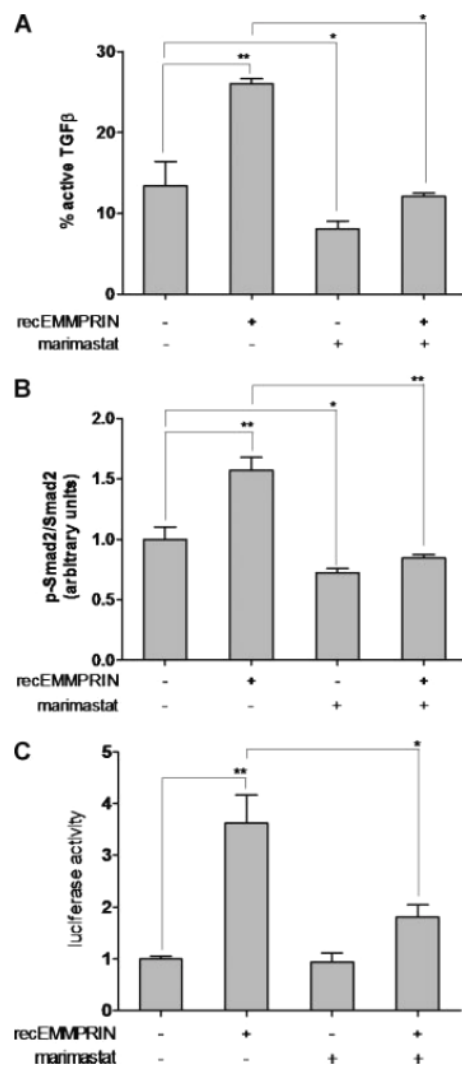 A
*
*
**
30
20
10
0
% active TGFβ
recEMMPRIN - + - +
marimastat - - + +
B
**
*
**
2.0
1.5
1.0
0.5
0.0
p-Smad2/Smad2
(arbitrary units)
recEMMPRIN - + - +
marimastat - - + +
C
*
**
5
4
3
2
1
0
luciferase activity
recEMMPRIN - + - +
marimastat - - + +